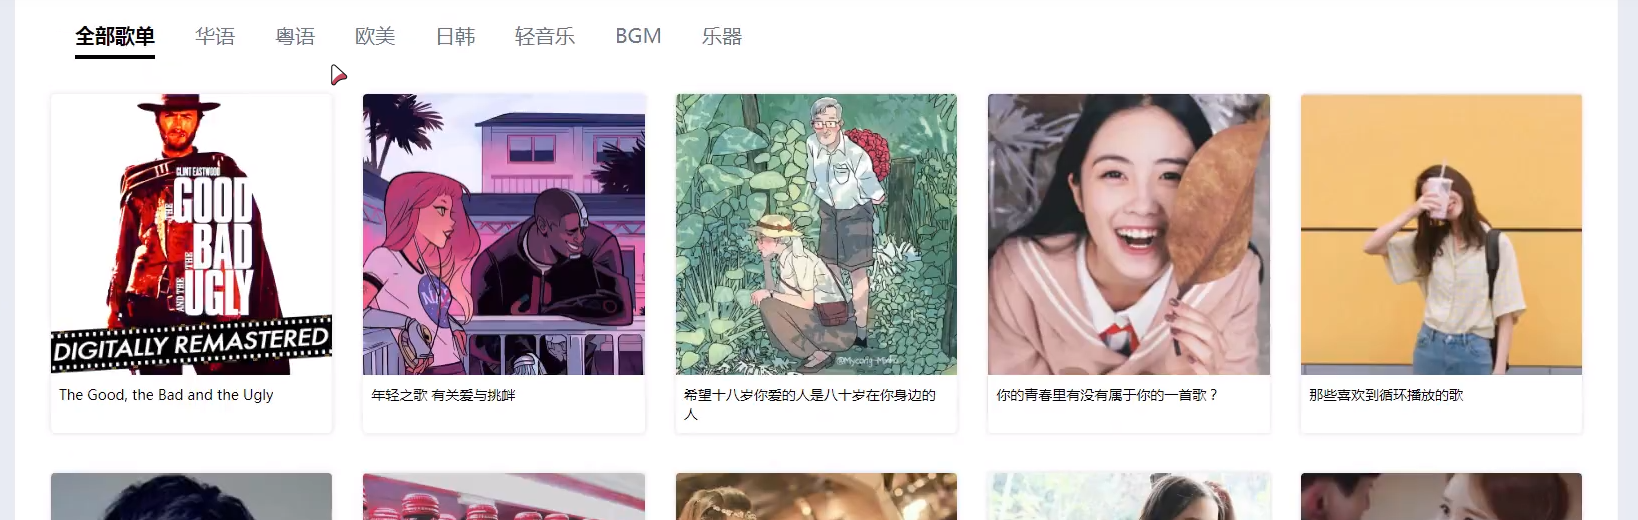 全部歌单 华语 粤语 欧美 日韩 轻音乐 BGM 乐器
CLINT EASTWOOD
THE GOOD
THE BAD
AND THE UGLY
DIGITALLY REMASTERED
The Good, the Bad and the Ugly
年轻之歌 有关爱与挑衅
希望十八岁你爱的人是八十岁在你身边的
人
你的青春里有没有属于你的一首歌？
那些喜欢到循环播放的歌